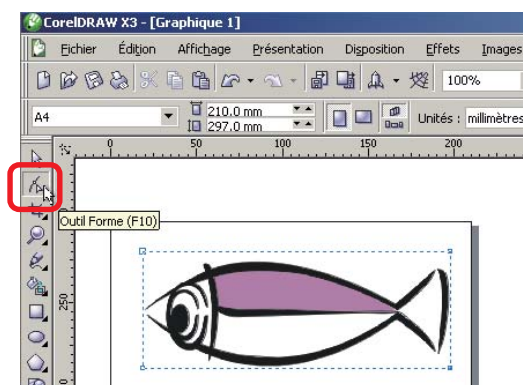 CorelDRAW X3 - [Graphique 1]
Fichier Édition Affichage Présentation Disposition Effets Images
100%
A4 210.0 mm Unités : millimètres
297.0 mm
0 50 100 150 200
Outil Forme (F10)
250